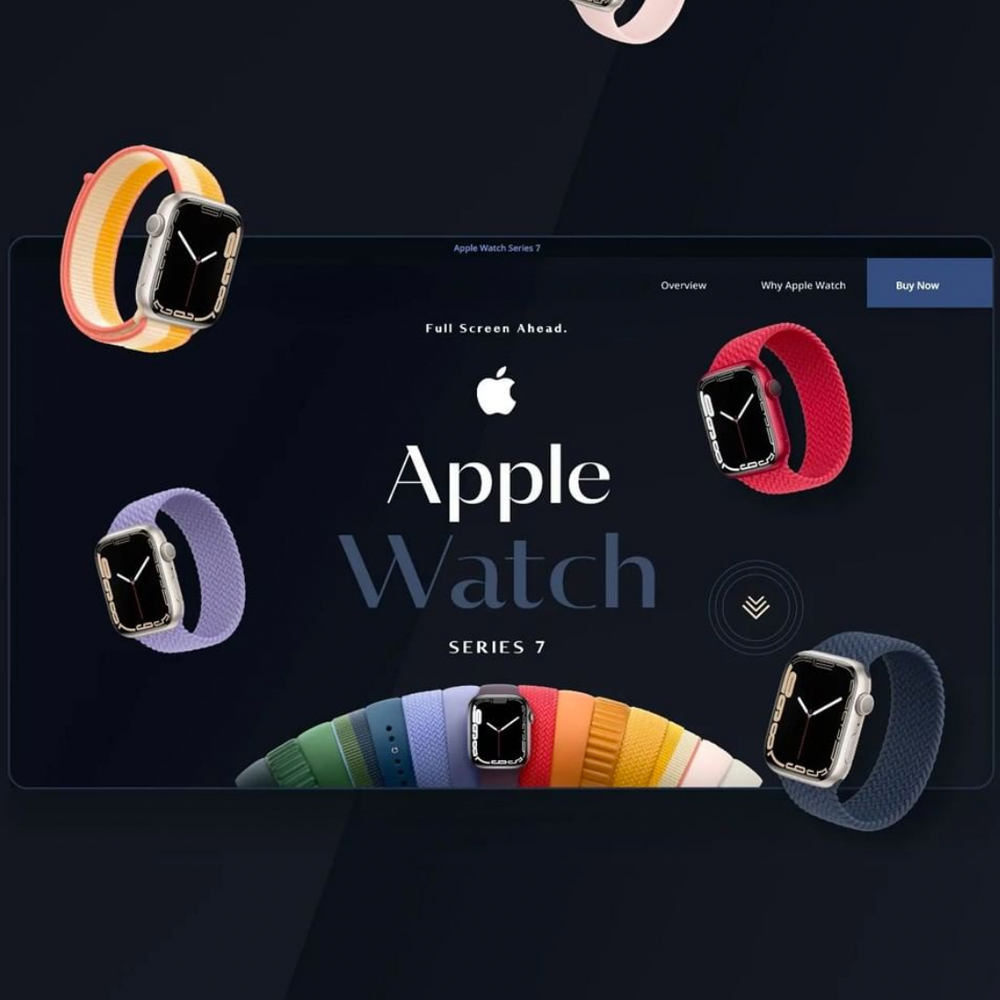 Apple Watch Series 7
Overview
Why Apple Watch
Buy Now
Full Screen Ahead.
Apple
Watch
SERIES 7